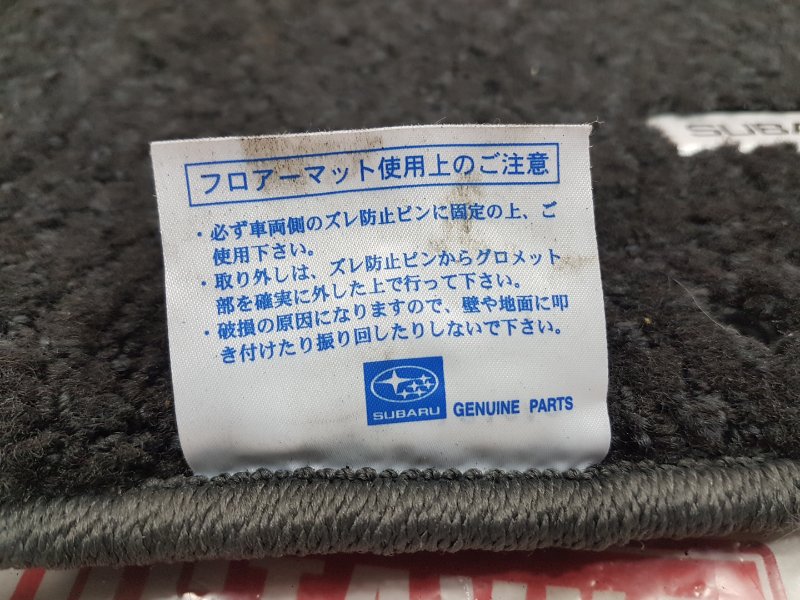 フロアーマット使用上のご注意
・必ず車両側のズレ防止ピンに固定の上、ご
使用下さい。
・取り外しは、ズレ防止ピンからグロメット
部を確実に外した上で行って下さい。
・破損の原因になりますので、壁や地面に叩
き付けたり振り回したりしないで下さい。
SUBARU GENUINE PARTS